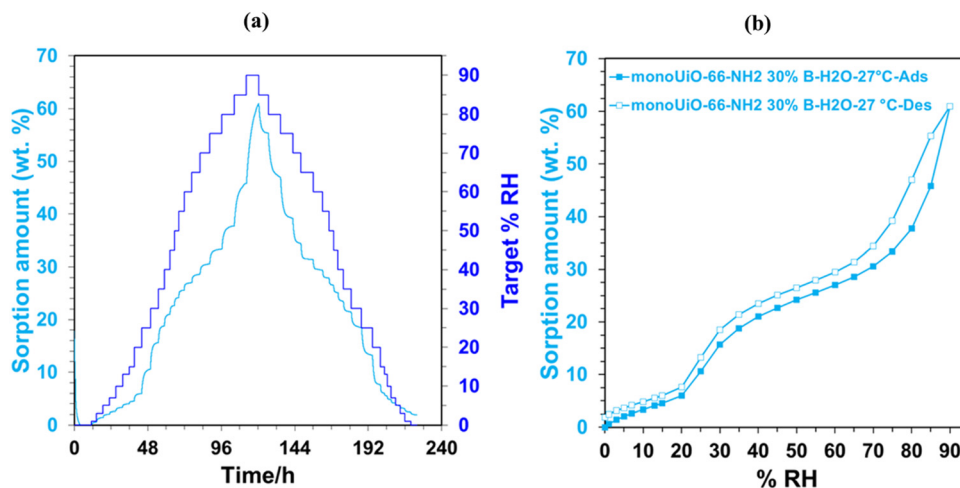 (a)
70
60
50
40
30
20
10
0
Sorption amount (wt. %)
90
80
70
60
50
40
30
20
10
0
Target % RH
0 48 96 144 192 240
Time/h
(b)
70
60
50
40
30
20
10
0
Sorption amount (wt. %)
monoUiO-66-NH2 30% B-H2O-27°C-Ads
monoUiO-66-NH2 30% B-H2O-27 °C-Des
0 10 20 30 40 50 60 70 80 90
% RH